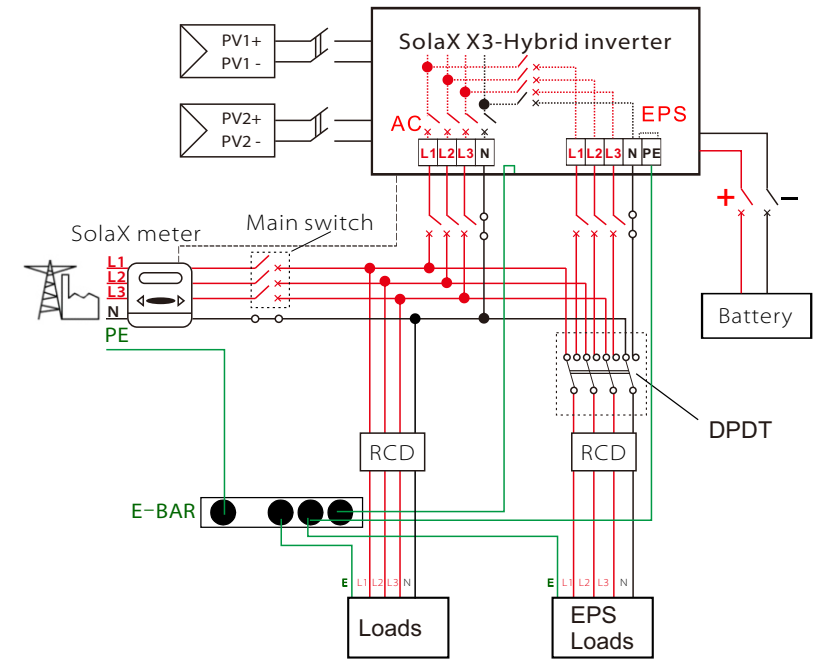 SolaX X3-Hybrid inverter
PV1+
PV1 -
PV2+
PV2 -
AC
EPS
L1 L2 L3 N
L1 L2 L3 N PE
+ −
SolaX meter
Main switch
L1
L2
L3
N
PE
Battery
DPDT
RCD
RCD
E-BAR
E L1 L2 L3 N
E L1 L2 L3 N
Loads
EPS
Loads